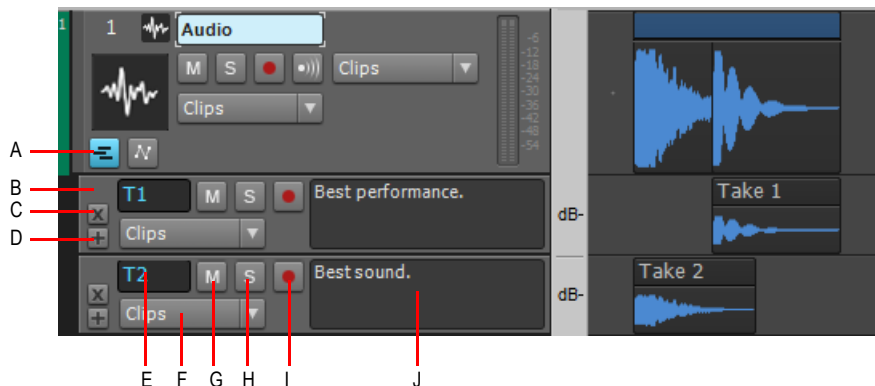 1
1
Audio
M
S
Clips
Clips
-6
-12
-18
-24
-30
-36
-42
-48
-54
A
B
T1
M
S
Best performance.
C
D
Clips
dB-
Take 1
T2
M
S
Best sound.
Clips
dB-
Take 2
E
F
G
H
I
J